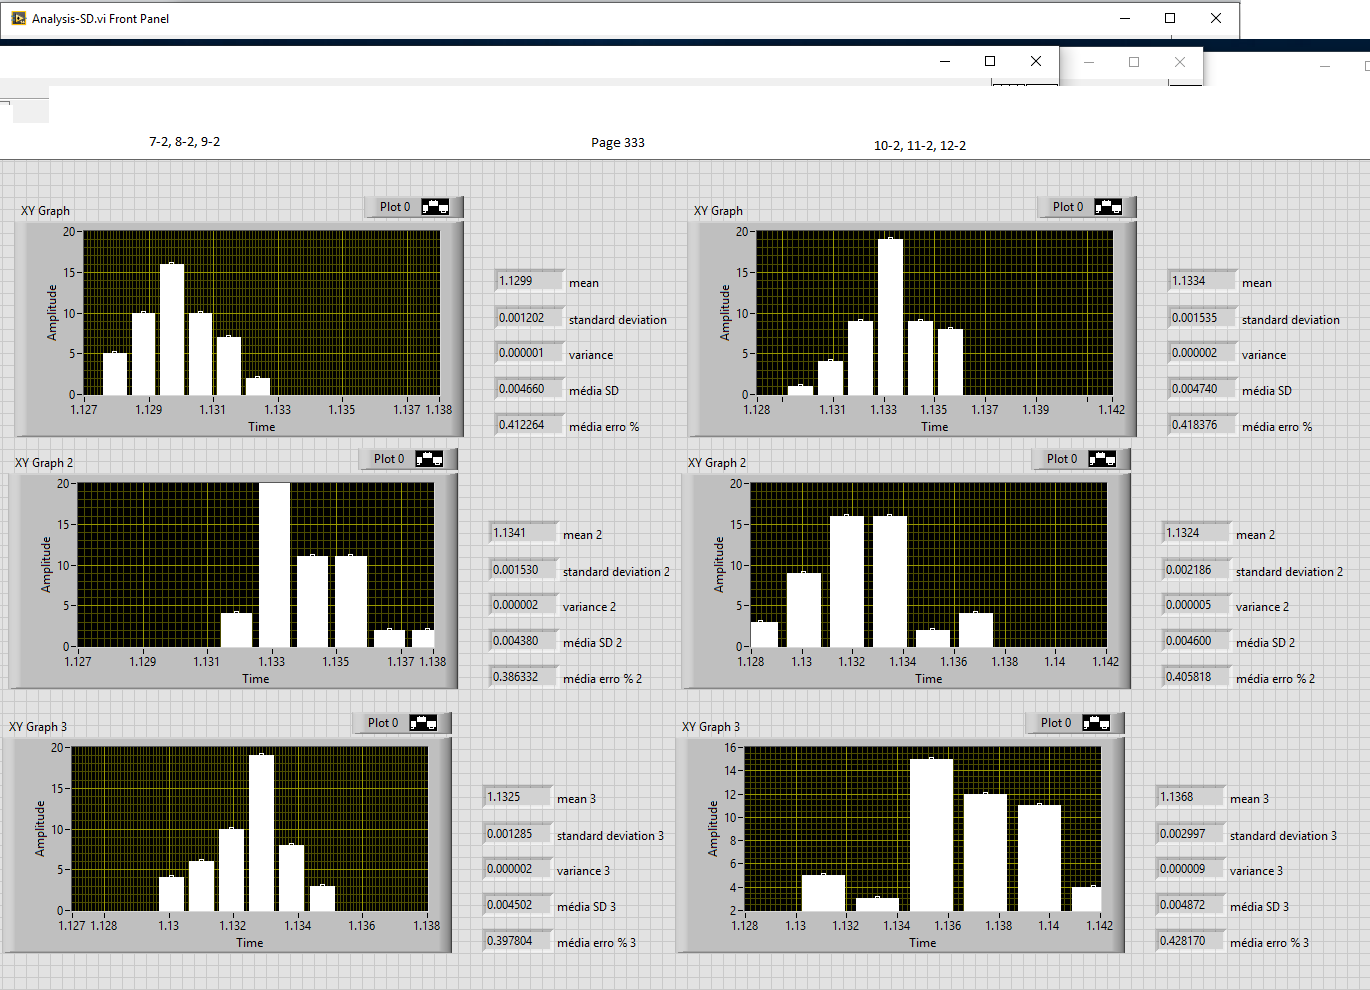 Analysis-SD.vi Front Panel
7-2, 8-2, 9-2
Page 333
10-2, 11-2, 12-2
XY Graph
Plot 0
20
15
10
5
0
Amplitude
1.127 1.129 1.131 1.133 1.135 1.137 1.138
Time
1.1299 mean
0.001202 standard deviation
0.000001 variance
0.004660 média SD
0.412264 média erro %
XY Graph
Plot 0
20
15
10
5
0
Amplitude
1.128 1.131 1.133 1.135 1.137 1.139 1.142
Time
1.1334 mean
0.001535 standard deviation
0.000002 variance
0.004740 média SD
0.418376 média erro %
XY Graph 2
Plot 0
20
15
10
5
0
Amplitude
1.127 1.129 1.131 1.133 1.135 1.137 1.138
Time
1.1341 mean 2
0.001530 standard deviation 2
0.000002 variance 2
0.004380 média SD 2
0.386332 média erro % 2
XY Graph 2
Plot 0
20
15
10
5
0
Amplitude
1.128 1.13 1.132 1.134 1.136 1.138 1.14 1.142
Time
1.1324 mean 2
0.002186 standard deviation 2
0.000005 variance 2
0.004600 média SD 2
0.405818 média erro % 2
XY Graph 3
Plot 0
20
15
10
5
0
Amplitude
1.127 1.128 1.13 1.132 1.134 1.136 1.138
Time
1.1325 mean 3
0.001285 standard deviation 3
0.000002 variance 3
0.004502 média SD 3
0.397804 média erro % 3
XY Graph 3
Plot 0
16
14
12
10
8
6
4
2
Amplitude
1.128 1.13 1.132 1.134 1.136 1.138 1.14 1.142
Time
1.1368 mean 3
0.002997 standard deviation 3
0.000009 variance 3
0.004872 média SD 3
0.428170 média erro % 3